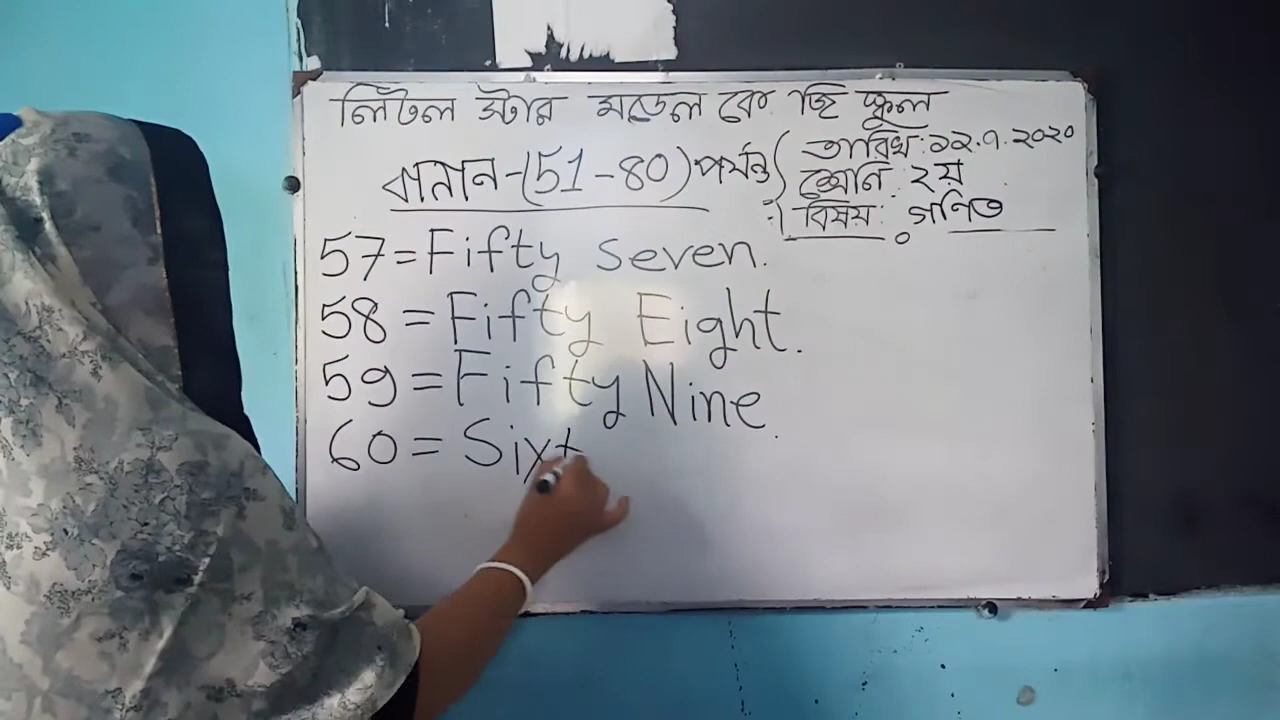 লিটল স্টার মডেল কে. জি স্কুল
বানান-(51-80) পর্যন্ত
তারিখ: ১২.৭.২০২০
শ্রেনি: ২য়
বিষয়: গণিত
57=Fifty seven.
58=Fifty Eight.
59=Fifty Nine.
60=Sixt